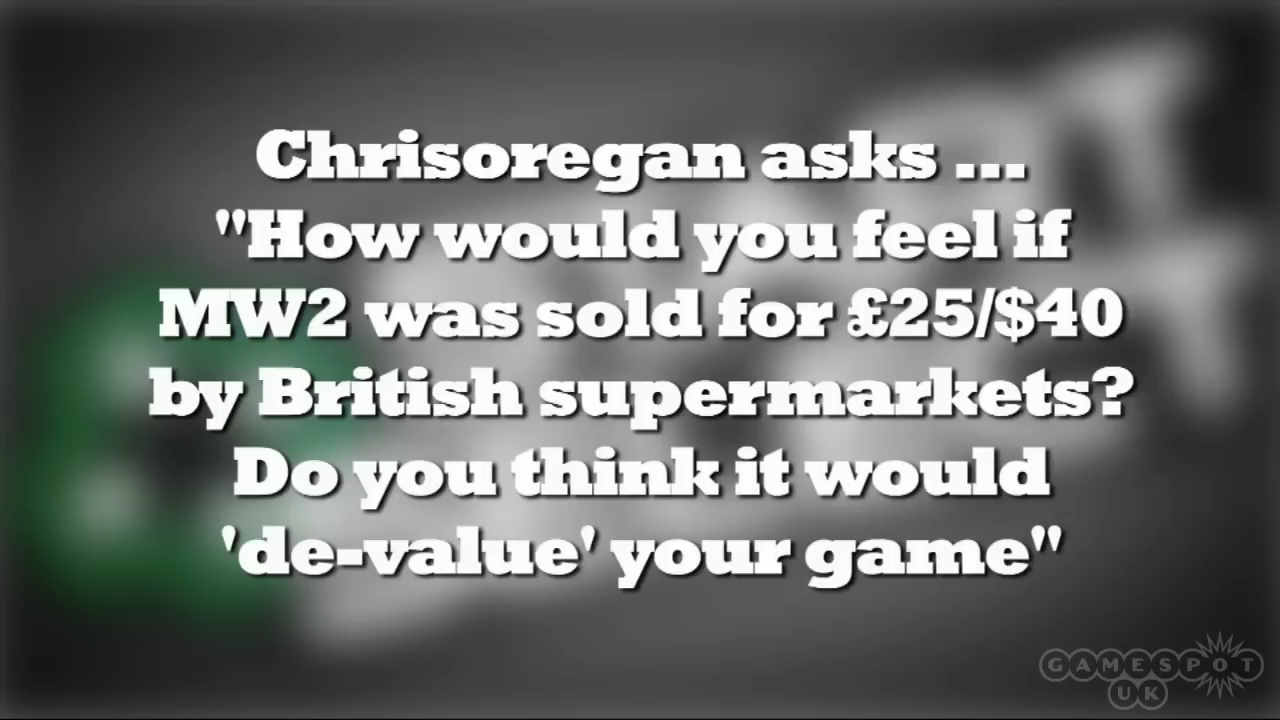 Chrisoregan asks ...
"How would you feel if
MW2 was sold for £25/$40
by British supermarkets?
Do you think it would
'de-value' your game"
GAMESPOT
UK